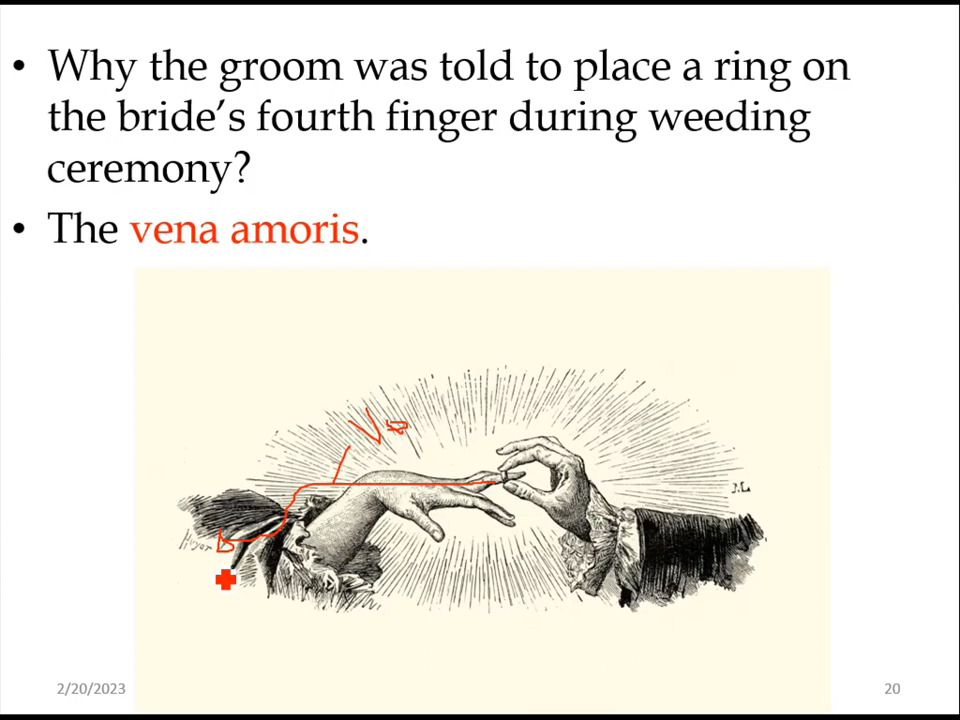 • Why the groom was told to place a ring on
the bride’s fourth finger during weeding
ceremony?
• The vena amoris.
J.L
2/20/2023
20